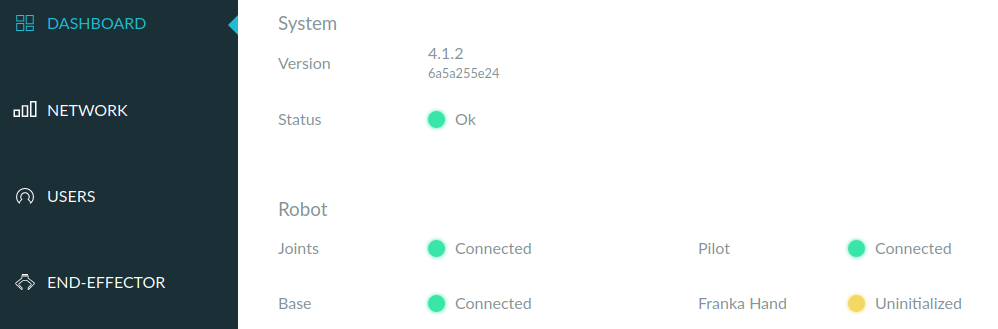 DASHBOARD
NETWORK
USERS
END-EFFECTOR
System
Version 4.1.2
6a5a255e24
Status Ok
Robot
Joints Connected Pilot Connected
Base Connected Franka Hand Uninitialized